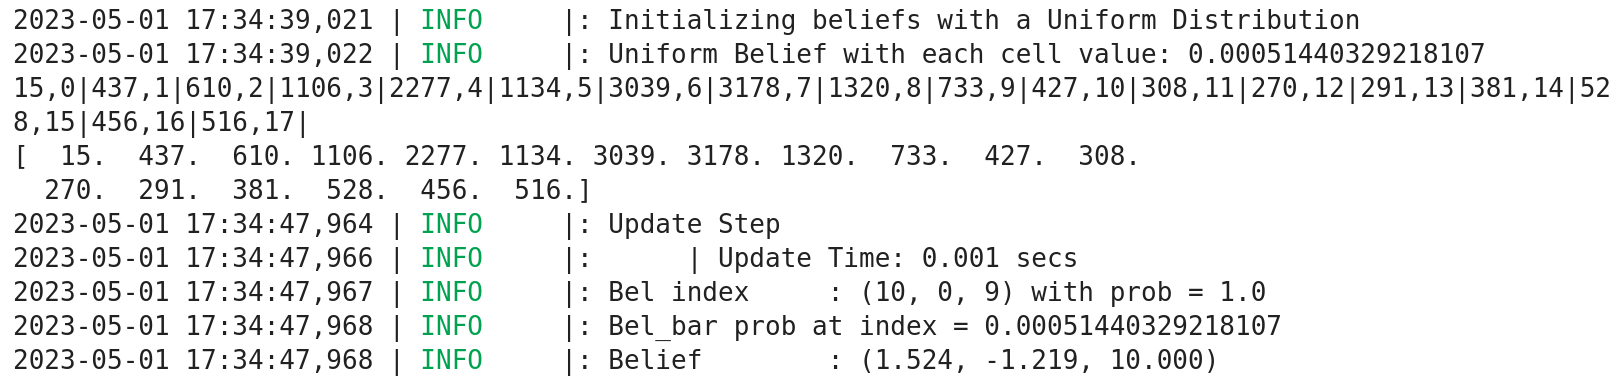 2023-05-01 17:34:39,021 | INFO     |: Initializing beliefs with a Uniform Distribution
2023-05-01 17:34:39,022 | INFO     |: Uniform Belief with each cell value: 0.00051440329218107
15,0|437,1|610,2|1106,3|2277,4|1134,5|3039,6|3178,7|1320,8|733,9|427,10|308,11|270,12|291,13|381,14|52
8,15|456,16|516,17|
[  15.  437.  610. 1106. 2277. 1134. 3039. 3178. 1320.  733.  427.  308.
  270.  291.  381.  528.  456.  516.]
2023-05-01 17:34:47,964 | INFO     |: Update Step
2023-05-01 17:34:47,966 | INFO     |:      | Update Time: 0.001 secs
2023-05-01 17:34:47,967 | INFO     |: Bel index     : (10, 0, 9) with prob = 1.0
2023-05-01 17:34:47,968 | INFO     |: Bel_bar prob at index = 0.00051440329218107
2023-05-01 17:34:47,968 | INFO     |: Belief        : (1.524, -1.219, 10.000)